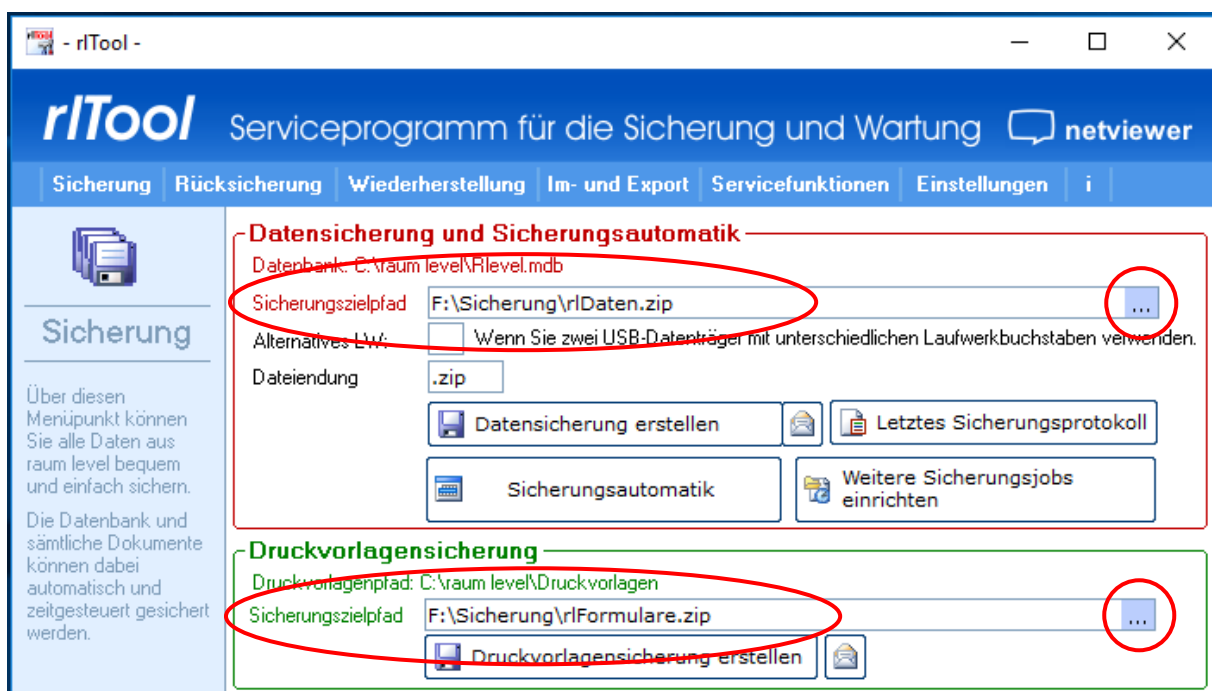 - rlTool -
rlTool Serviceprogramm für die Sicherung und Wartung netviewer
Sicherung Rücksicherung Wiederherstellung Im- und Export Servicefunktionen Einstellungen i
Sicherung
Über diesen
Menüpunkt können
Sie alle Daten aus
raum level bequem
und einfach sichern.
Die Datenbank und
sämtliche Dokumente
können dabei
automatisch und
zeitgesteuert gesichert
werden.
Datensicherung und Sicherungsautomatik
Datenbank: C:\raum level\Rlevel.mdb
Sicherungszielpfad F:\Sicherung\rlDaten.zip ...
Alternatives LW: Wenn Sie zwei USB-Datenträger mit unterschiedlichen Laufwerkbuchstaben verwenden.
Dateiendung .zip
Datensicherung erstellen Letztes Sicherungsprotokoll
Sicherungsautomatik Weitere Sicherungsjobs
einrichten
Druckvorlagensicherung
Druckvorlagenpfad: C:\raum level\Druckvorlagen
Sicherungszielpfad F:\Sicherung\rlFormulare.zip ...
Druckvorlagensicherung erstellen